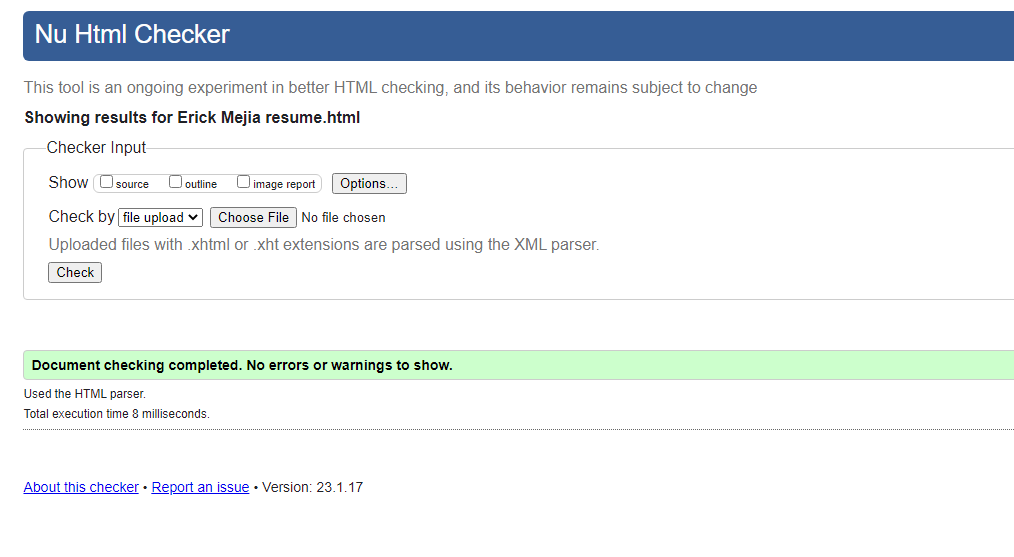 Nu Html Checker
This tool is an ongoing experiment in better HTML checking, and its behavior remains subject to change
Showing results for Erick Mejia resume.html
Checker Input
Show source outline image report Options...
Check by file upload Choose File No file chosen
Uploaded files with .xhtml or .xht extensions are parsed using the XML parser.
Check
Document checking completed. No errors or warnings to show.
Used the HTML parser.
Total execution time 8 milliseconds.
About this checker • Report an issue • Version: 23.1.17